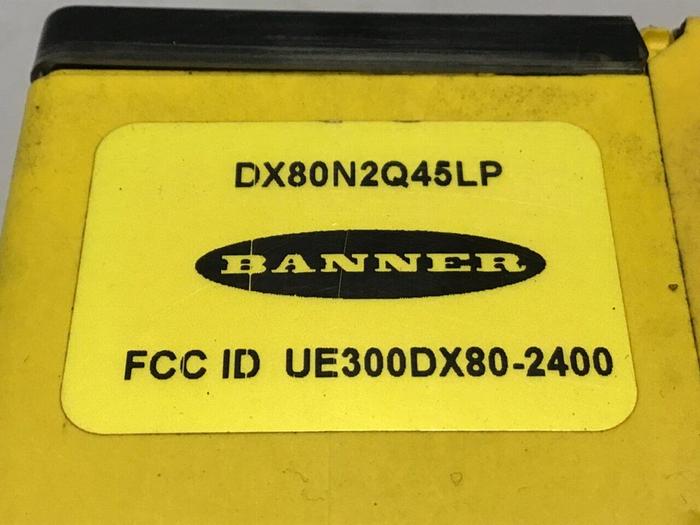 DX80N2Q45LP
BANNER
FCC ID UE300DX80-2400